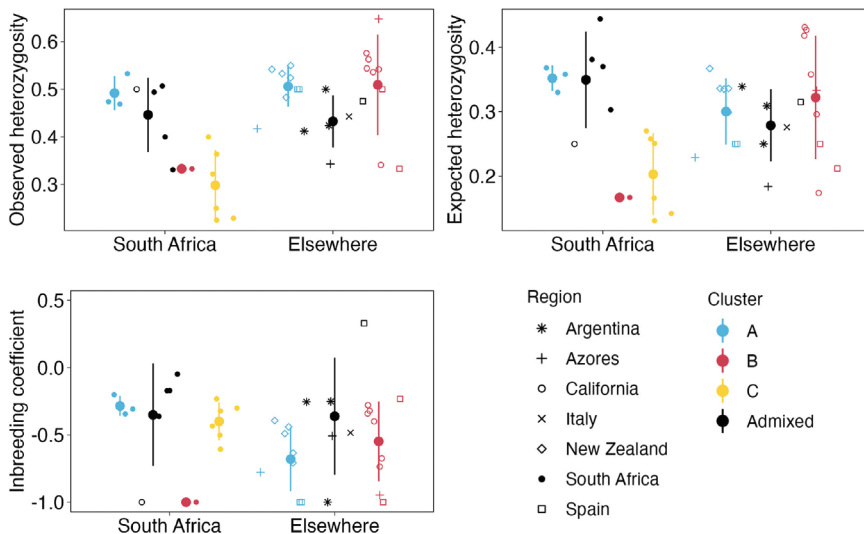 Observed heterozygosity
0.6
0.5
0.4
0.3
South Africa Elsewhere
Expected heterozygosity
0.4
0.3
0.2
South Africa Elsewhere
Inbreeding coefficient
0.5
0.0
-0.5
-1.0
South Africa Elsewhere
Region
Argentina
Azores
California
Italy
New Zealand
South Africa
Spain
Cluster
A
B
C
Admixed